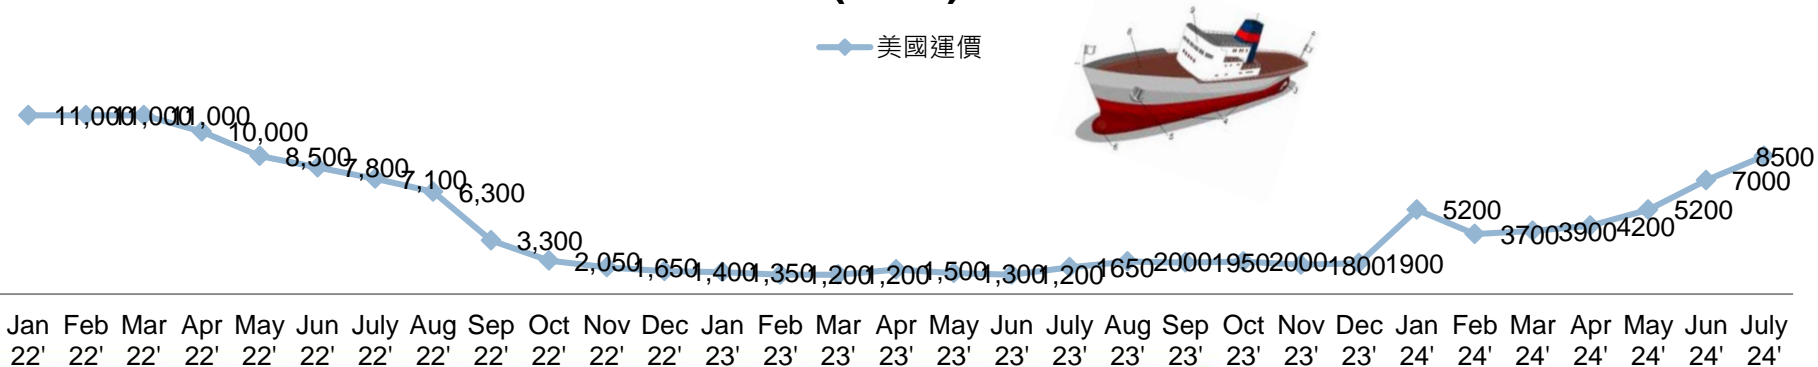 美國運價
11,000 11,000 11,000 10,000 8,500 7,800 7,100 6,300 3,300 2,050 1,650 1,400 1,350 1,200 1,200 1,500 1,300 1,200 1650 2000 1950 2000 1800 1900 5200 3700 3900 4200 5200 7000 8500
Jan Feb Mar Apr May Jun July Aug Sep Oct Nov Dec Jan Feb Mar Apr May Jun July Aug Sep Oct Nov Dec Jan Feb Mar Apr May Jun July
22' 22' 22' 22' 22' 22' 22' 22' 22' 22' 22' 22' 23' 23' 23' 23' 23' 23' 23' 23' 23' 23' 23' 23' 24' 24' 24' 24' 24' 24' 24'